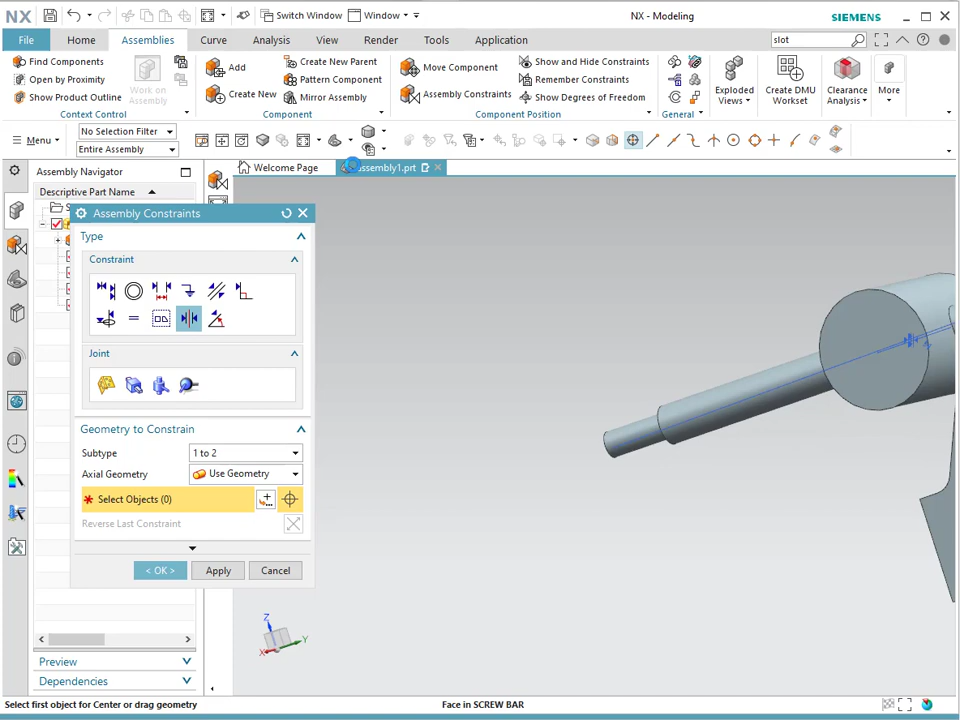 NX
Switch Window
Window
NX - Modeling
SIEMENS
File
Home
Assemblies
Curve
Analysis
View
Render
Tools
Application
slot
Find Components
Open by Proximity
Show Product Outline
Work on
Assembly
Context Control
Add
Create New
Create New Parent
Pattern Component
Mirror Assembly
Component
Move Component
Assembly Constraints
Show and Hide Constraints
Remember Constraints
Show Degrees of Freedom
Component Position
General
Exploded
Views
Create DMU
Workset
Clearance
Analysis
More
Menu
No Selection Filter
Entire Assembly
Assembly Navigator
Welcome Page
assembly1.prt
Descriptive Part Name
Assembly Constraints
Type
Constraint
Joint
Geometry to Constrain
Subtype
1 to 2
Axial Geometry
Use Geometry
* Select Objects (0)
Reverse Last Constraint
< OK >
Apply
Cancel
Z
Y
X
Preview
Dependencies
Select first object for Center or drag geometry
Face in SCREW BAR